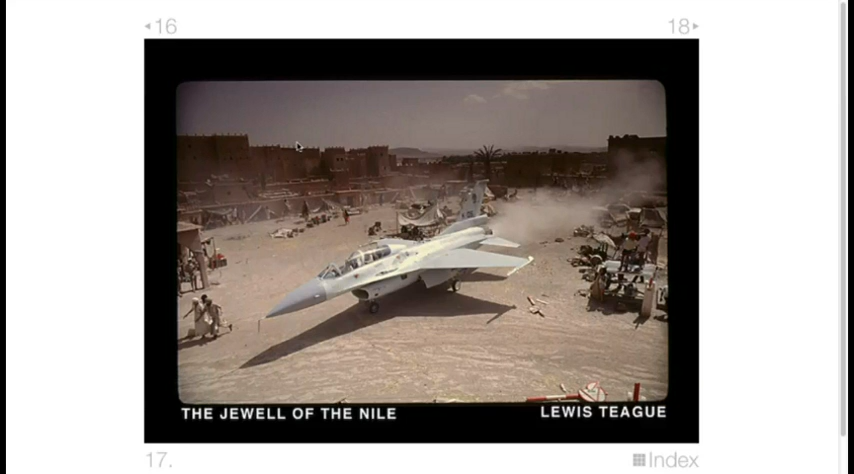 16
18
THE JEWELL OF THE NILE
LEWIS TEAGUE
17.
Index